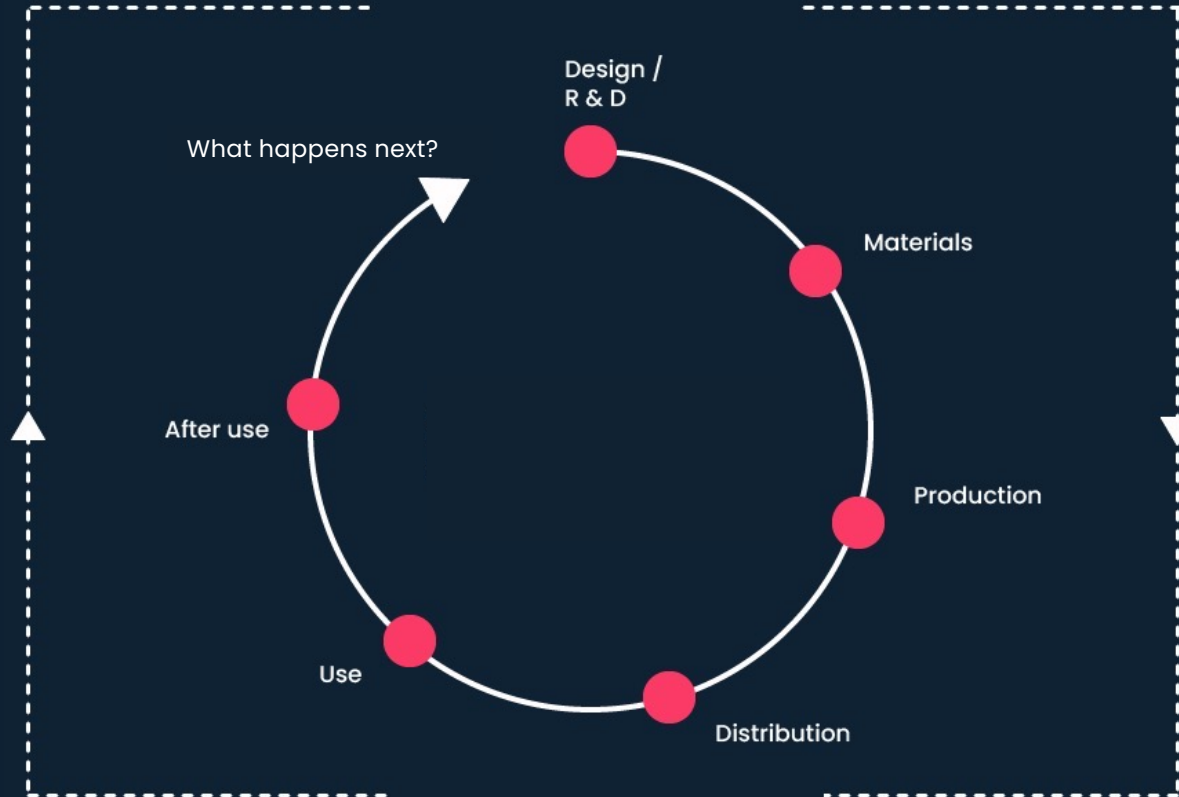 Design /
R & D
What happens next?
Materials
After use
Production
Use
Distribution